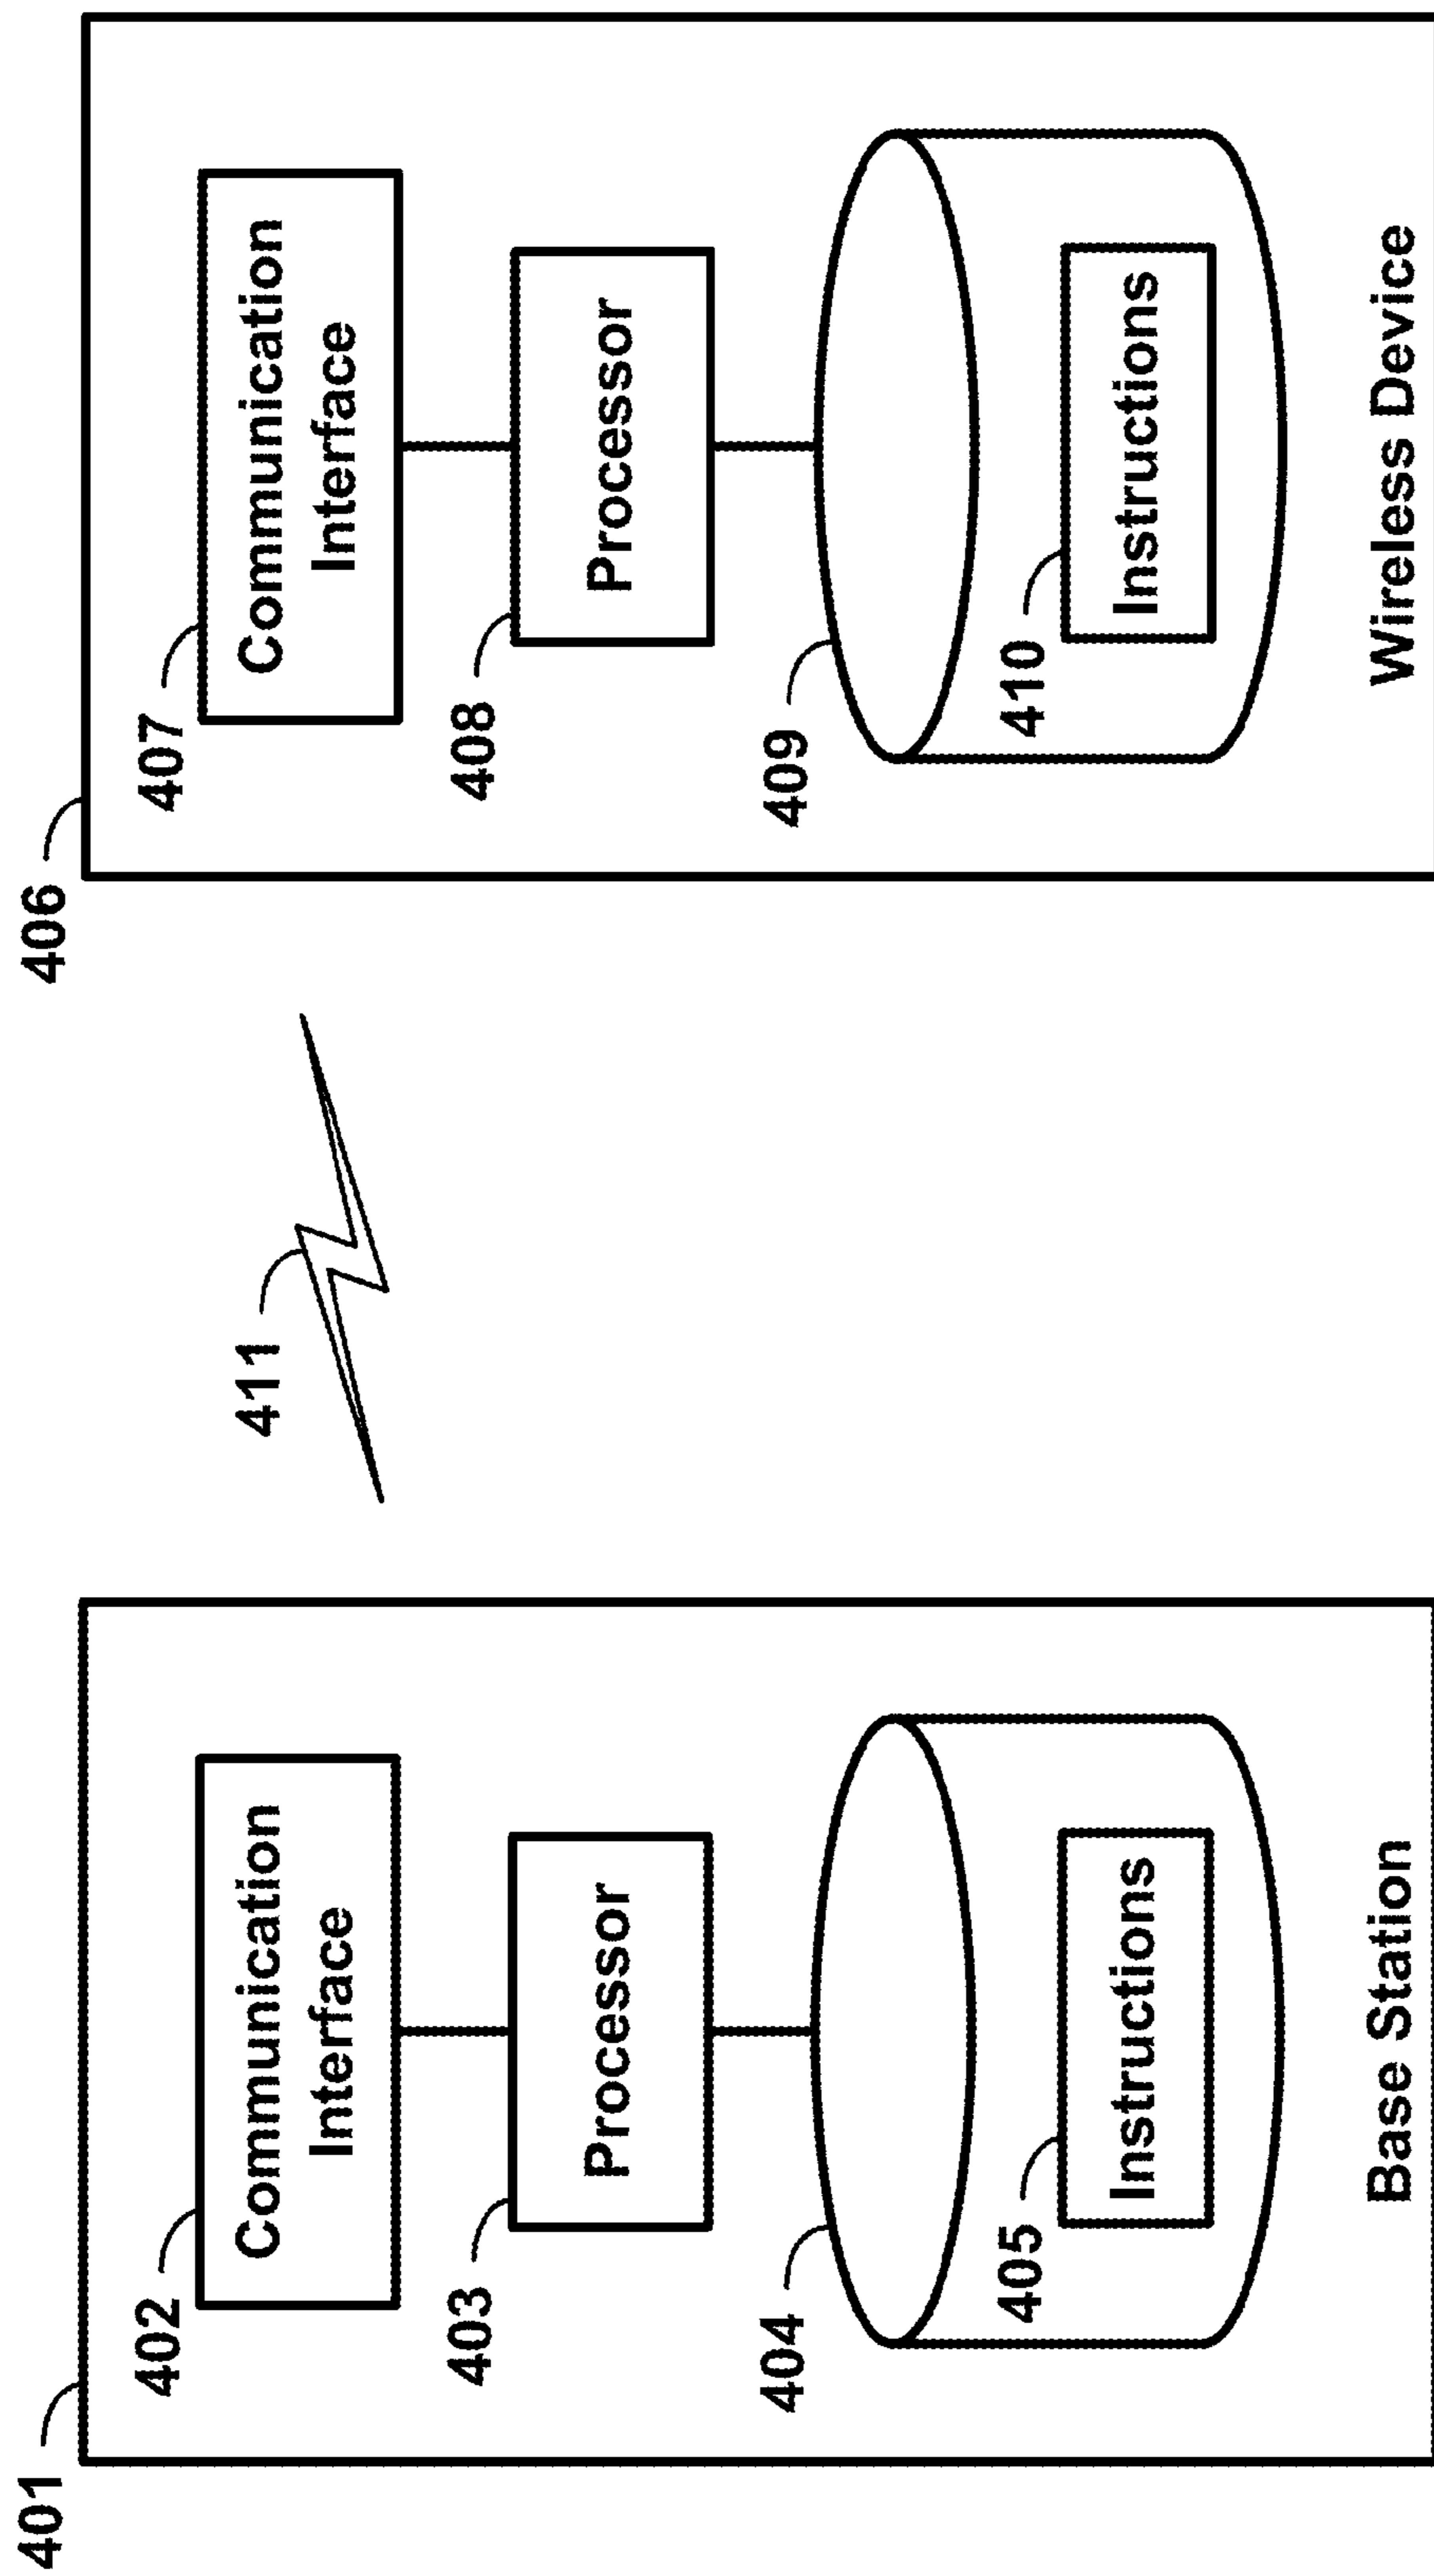 401
402
Communication
Interface
403
Processor
404
405
Instructions
Base Station
411
406
407
Communication
Interface
408
Processor
409
410
Instructions
Wireless Device